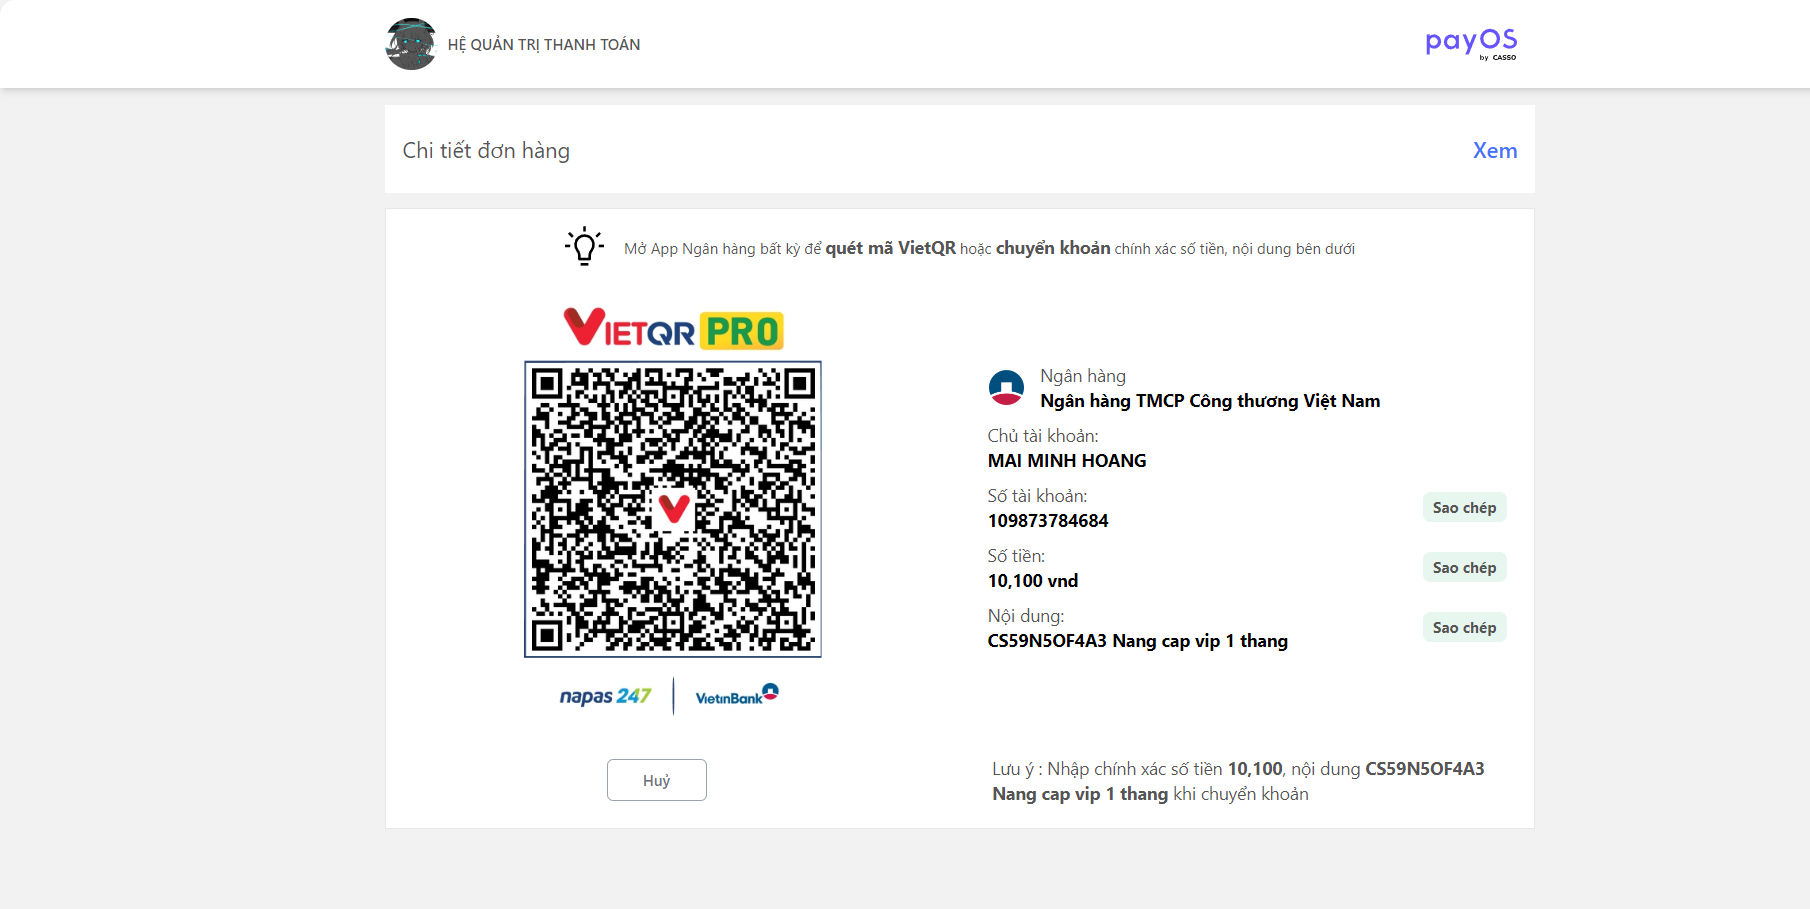 HỆ QUẢN TRỊ THANH TOÁN
payOS
by CASSO
Chi tiết đơn hàng
Xem
Mở App Ngân hàng bất kỳ để quét mã VietQR hoặc chuyển khoản chính xác số tiền, nội dung bên dưới
VIETQR PRO
Ngân hàng
Ngân hàng TMCP Công thương Việt Nam
Chủ tài khoản:
MAI MINH HOANG
Số tài khoản:
109873784684
Sao chép
Số tiền:
10,100 vnd
Sao chép
Nội dung:
CS59N5OF4A3 Nang cap vip 1 thang
Sao chép
napas 247
VietinBank
Huỷ
Lưu ý : Nhập chính xác số tiền 10,100, nội dung CS59N5OF4A3
Nang cap vip 1 thang khi chuyển khoản